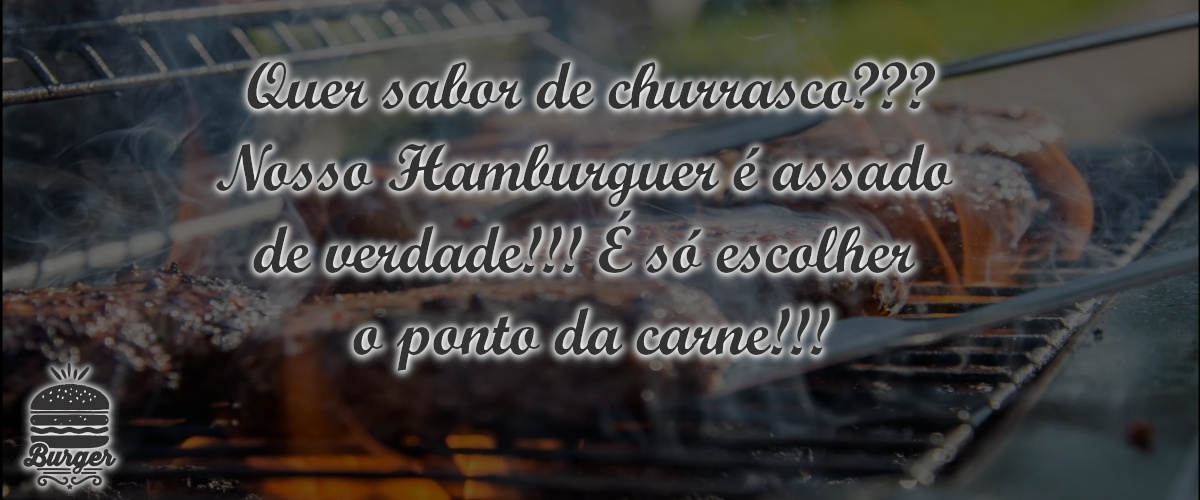 Quer sabor de churrasco???
Nosso Hamburguer é assado
de verdade!!! É só escolher
o ponto da carne!!!
Burger